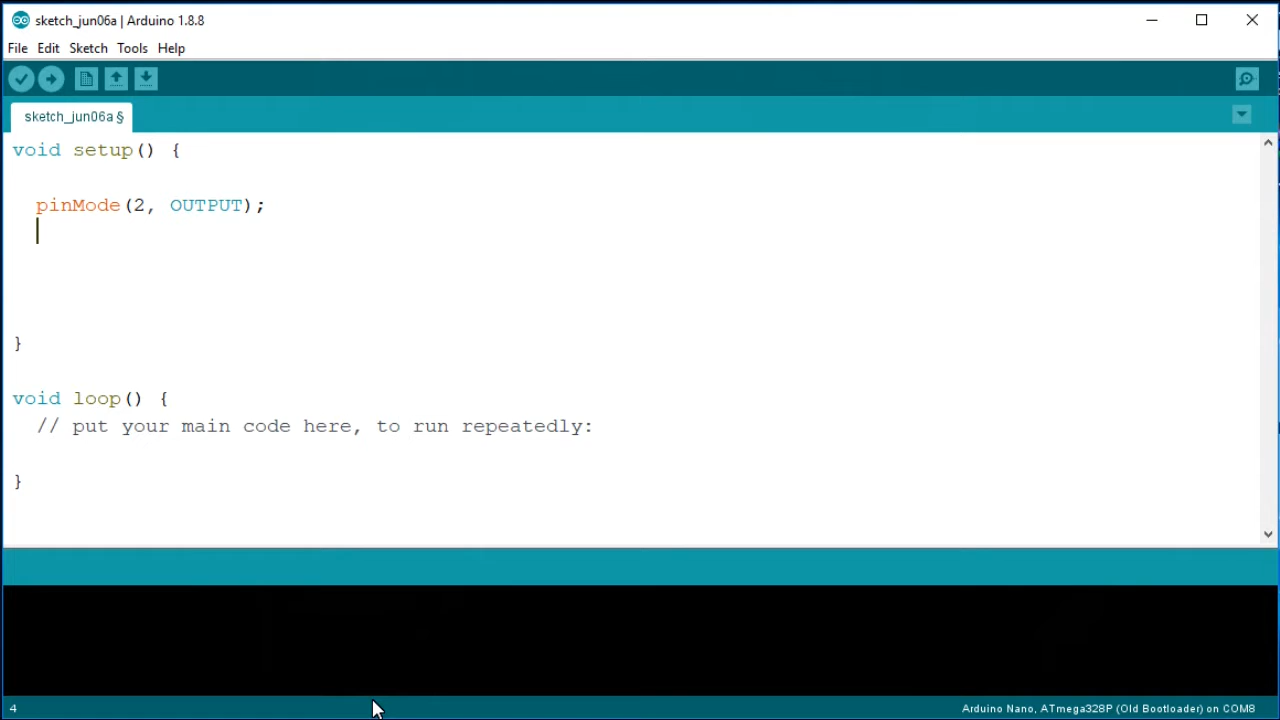 sketch_jun06a | Arduino 1.8.8
File Edit Sketch Tools Help
sketch_jun06a §
void setup() {
pinMode(2, OUTPUT);
}
void loop() {
// put your main code here, to run repeatedly:
}
4 Arduino Nano, ATmega328P (Old Bootloader) on COM8